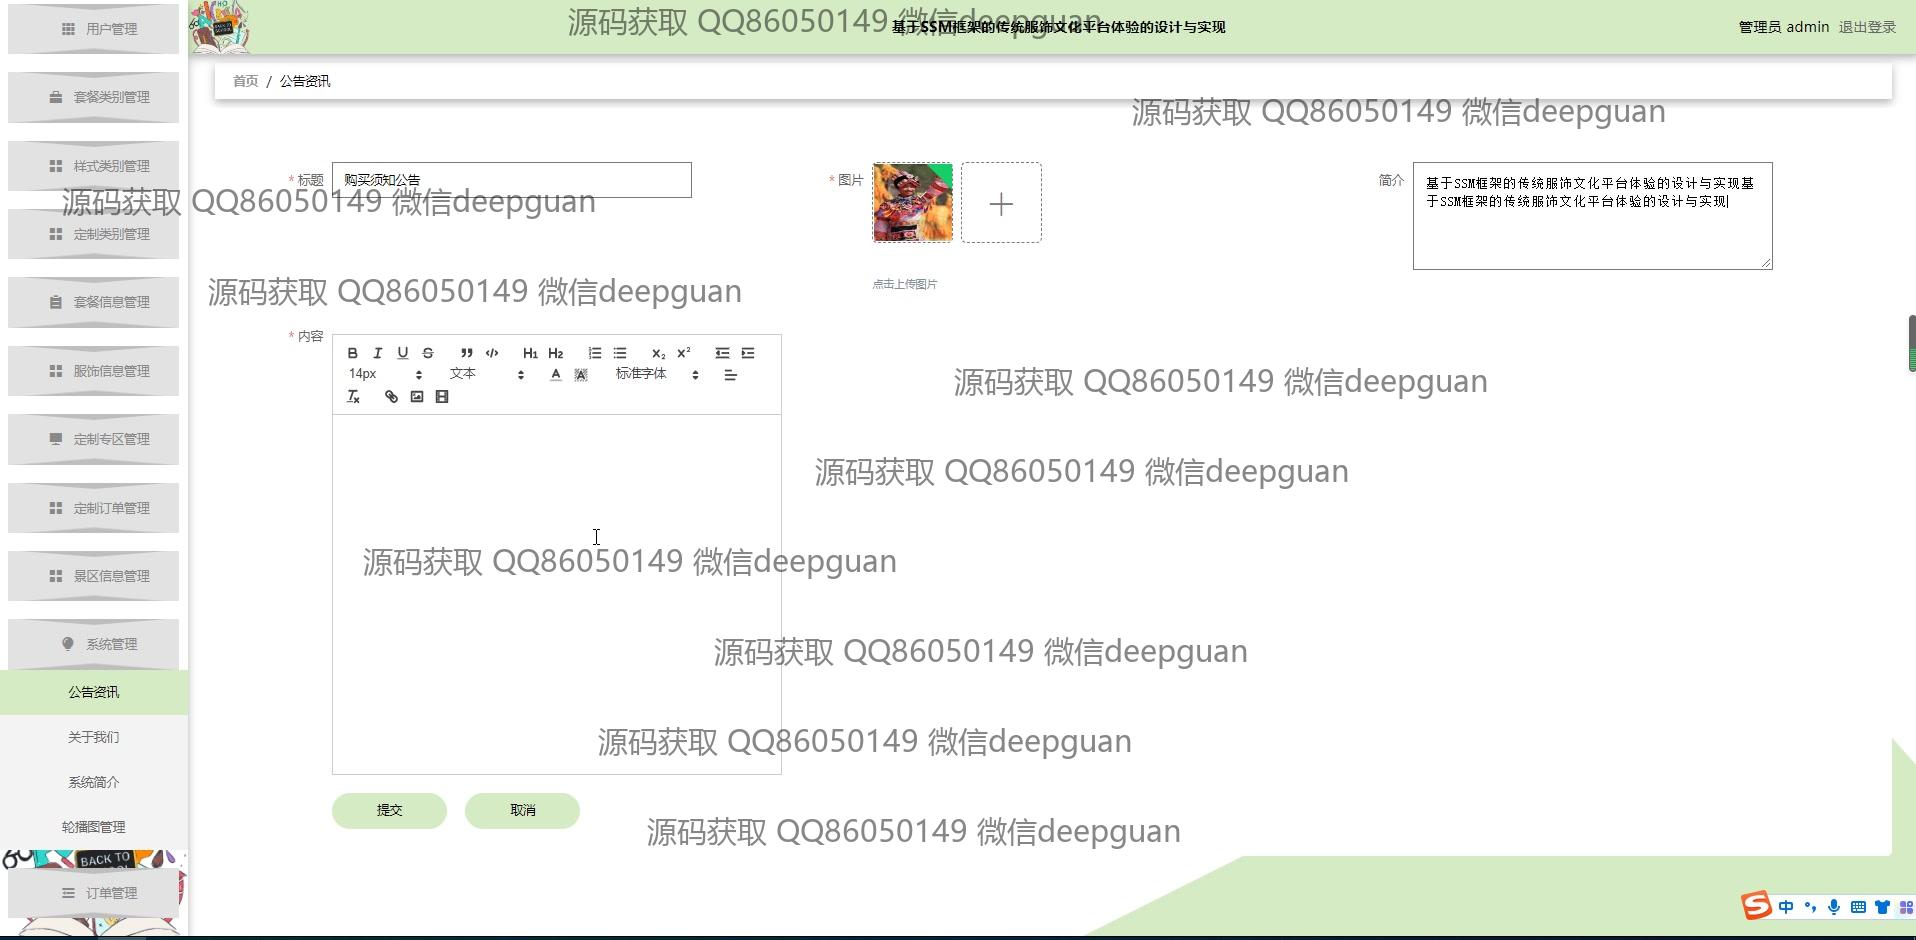 用户管理
套餐类别管理
样式类别管理
定制类别管理
套餐信息管理
服饰信息管理
定制专区管理
定制订单管理
景区信息管理
系统管理
公告资讯
关于我们
系统简介
轮播图管理
BACK TO
订单管理
源码获取 QQ86050149 微信deepguan
基于SSM框架的传统服饰文化平台体验的设计与实现
管理员 admin 退出登录
首页 / 公告资讯
源码获取 QQ86050149 微信deepguan
* 标题 购买须知公告
* 图片
简介
基于SSM框架的传统服饰文化平台体验的设计与实现基
于SSM框架的传统服饰文化平台体验的设计与实现
源码获取 QQ86050149 微信deepguan
点击上传图片
源码获取 QQ86050149 微信deepguan
* 内容
B I U S H1 H2 x2 x2
14px 文本 A A 标准字体
Tx
源码获取 QQ86050149 微信deepguan
源码获取 QQ86050149 微信deepguan
源码获取 QQ86050149 微信deepguan
源码获取 QQ86050149 微信deepguan
源码获取 QQ86050149 微信deepguan
提交 取消
源码获取 QQ86050149 微信deepguan
S 中